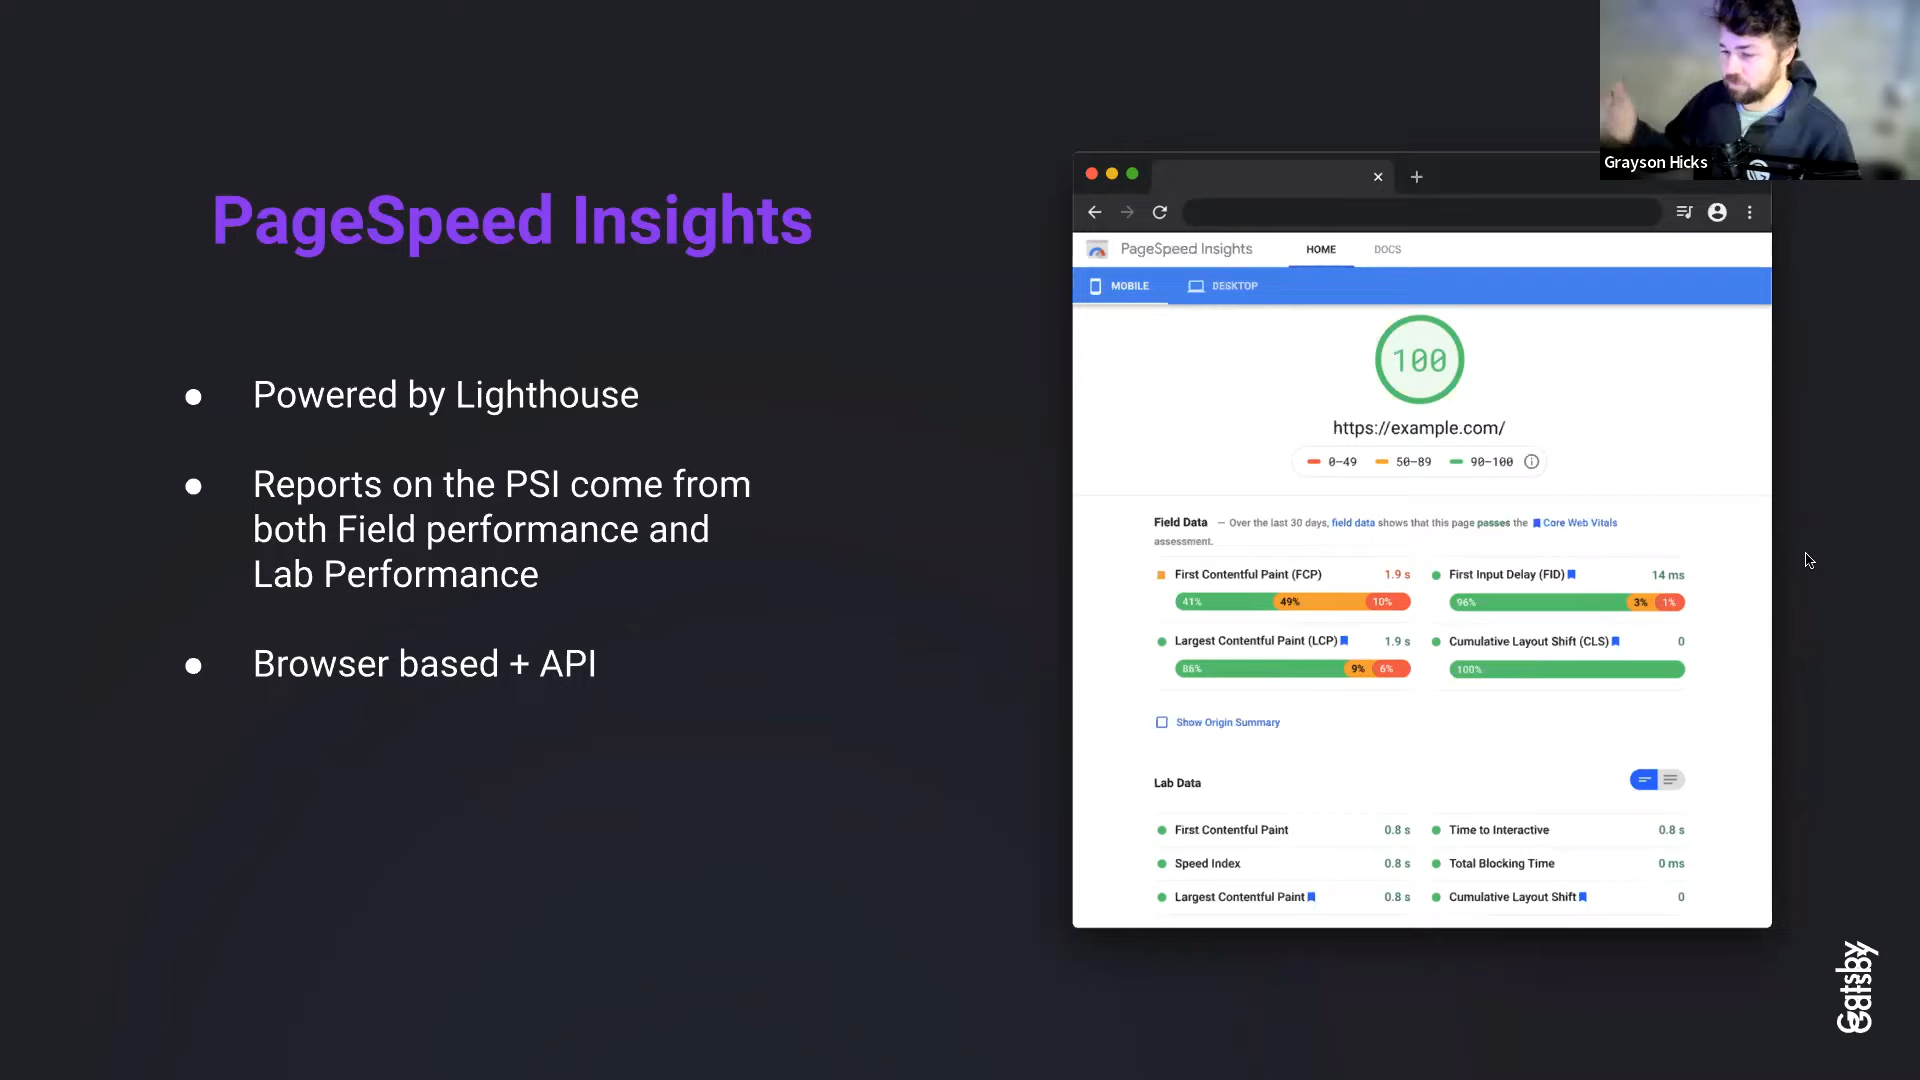 PageSpeed Insights
● Powered by Lighthouse
● Reports on the PSI come from
both Field performance and
Lab Performance
● Browser based + API
Grayson Hicks
PageSpeed Insights HOME DOCS
MOBILE DESKTOP
100
https://example.com/
0–49 50–89 90–100
Field Data — Over the last 30 days, field data shows that this page passes the Core Web Vitals
assessment.
First Contentful Paint (FCP) 1.9 s
41% 49% 10%
First Input Delay (FID) 14 ms
96% 3% 1%
Largest Contentful Paint (LCP) 1.9 s
86% 9% 6%
Cumulative Layout Shift (CLS) 0
100%
Show Origin Summary
Lab Data
First Contentful Paint 0.8 s
Time to Interactive 0.8 s
Speed Index 0.8 s
Total Blocking Time 0 ms
Largest Contentful Paint 0.8 s
Cumulative Layout Shift 0
Gatsby